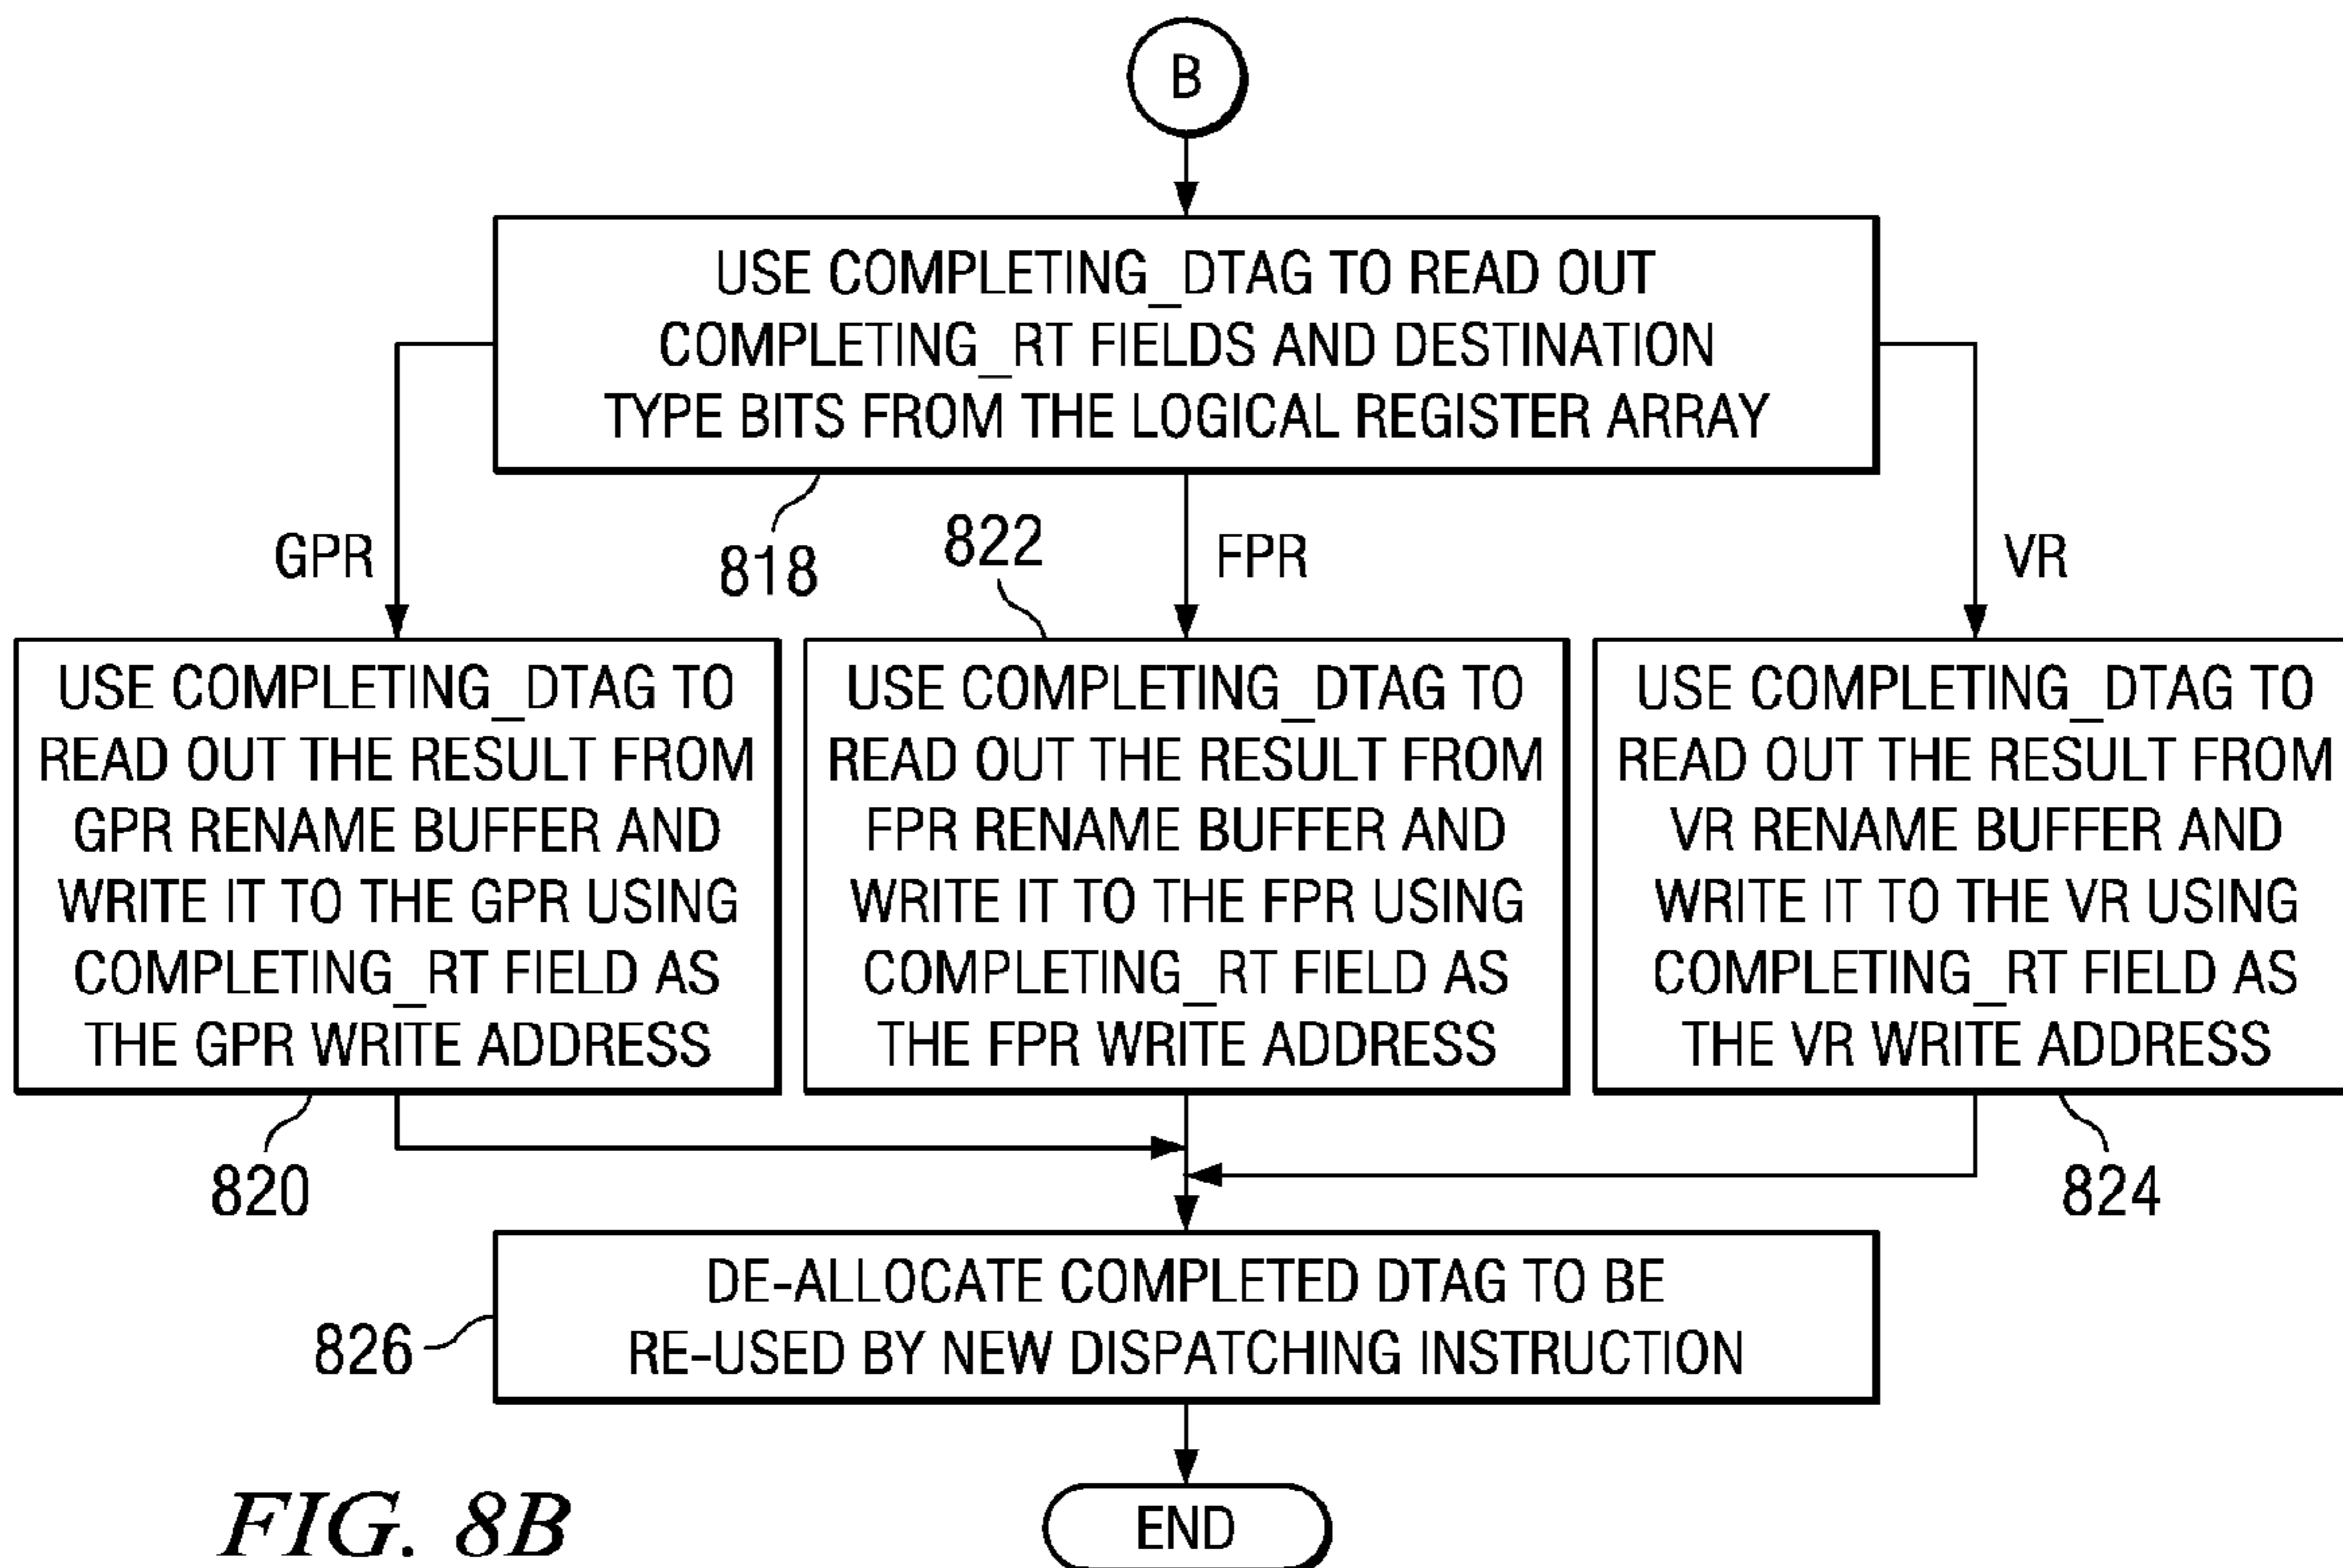 B
USE COMPLETING_DTAG TO READ OUT
COMPLETING_RT FIELDS AND DESTINATION
TYPE BITS FROM THE LOGICAL REGISTER ARRAY
GPR
818
822
FPR
VR
USE COMPLETING_DTAG TO
READ OUT THE RESULT FROM
GPR RENAME BUFFER AND
WRITE IT TO THE GPR USING
COMPLETING_RT FIELD AS
THE GPR WRITE ADDRESS
USE COMPLETING_DTAG TO
READ OUT THE RESULT FROM
FPR RENAME BUFFER AND
WRITE IT TO THE FPR USING
COMPLETING_RT FIELD AS
THE FPR WRITE ADDRESS
USE COMPLETING_DTAG TO
READ OUT THE RESULT FROM
VR RENAME BUFFER AND
WRITE IT TO THE VR USING
COMPLETING_RT FIELD AS
THE VR WRITE ADDRESS
820
824
DE-ALLOCATE COMPLETED DTAG TO BE
RE-USED BY NEW DISPATCHING INSTRUCTION
826
END
FIG. 8B